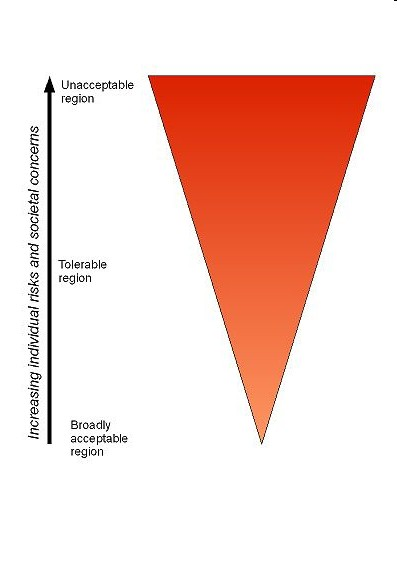 Unacceptable
region
Increasing individual risks and societal concerns
Tolerable
region
Broadly
acceptable
region